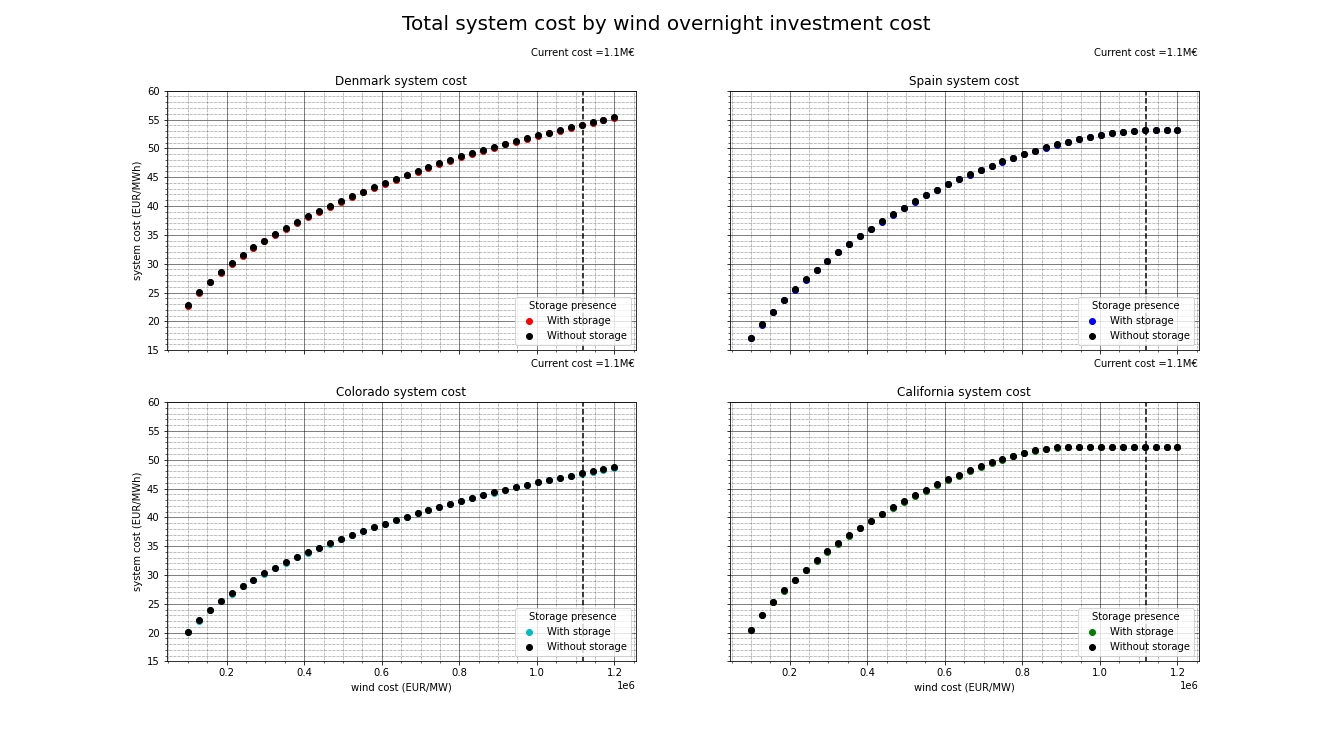 Total system cost by wind overnight investment cost
Current cost =1.1M€
Current cost =1.1M€
Denmark system cost
Spain system cost
60
55
50
45
40
35
30
25
20
15
system cost (EUR/MWh)
Storage presence
With storage
Without storage
Storage presence
With storage
Without storage
Current cost =1.1M€
Current cost =1.1M€
Colorado system cost
California system cost
60
55
50
45
40
35
30
25
20
15
system cost (EUR/MWh)
Storage presence
With storage
Without storage
Storage presence
With storage
Without storage
0.2 0.4 0.6 0.8 1.0 1.2
1e6
wind cost (EUR/MW)
0.2 0.4 0.6 0.8 1.0 1.2
1e6
wind cost (EUR/MW)